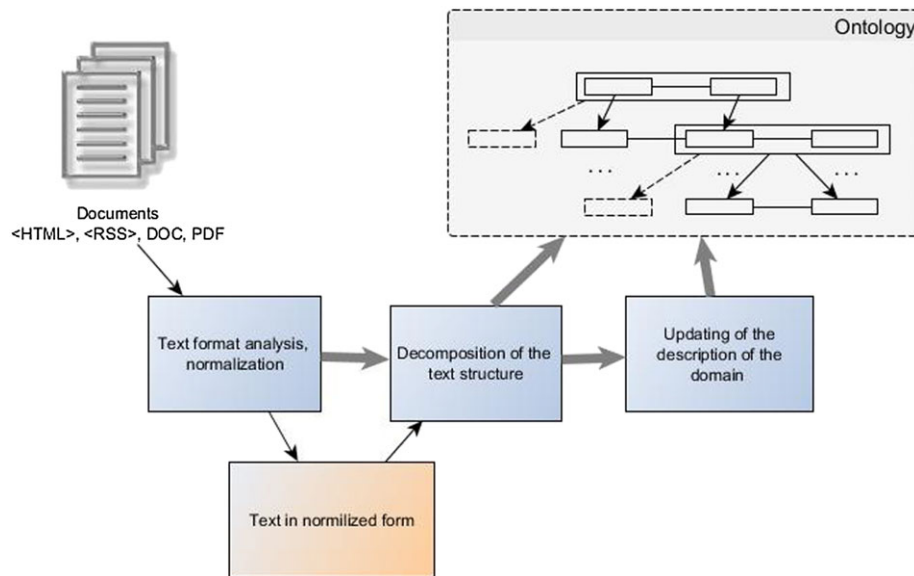 Ontology
. . .
. . .
. . .
Documents
<HTML>, <RSS>, DOC, PDF
Text format analysis,
normalization
Decomposition of the
text structure
Updating of the
description of the
domain
Text in normilized form